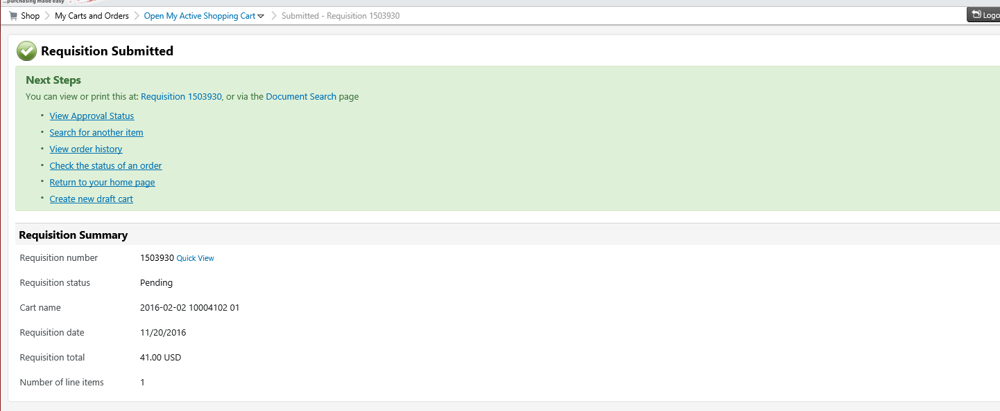 ...purchasing made easy
Shop My Carts and Orders Open My Active Shopping Cart Submitted - Requisition 1503930
Requisition Submitted
Next Steps
You can view or print this at: Requisition 1503930, or via the Document Search page
• View Approval Status
• Search for another item
• View order history
• Check the status of an order
• Return to your home page
• Create new draft cart
Requisition Summary
Requisition number 1503930 Quick View
Requisition status Pending
Cart name 2016-02-02 10004102 01
Requisition date 11/20/2016
Requisition total 41.00 USD
Number of line items 1